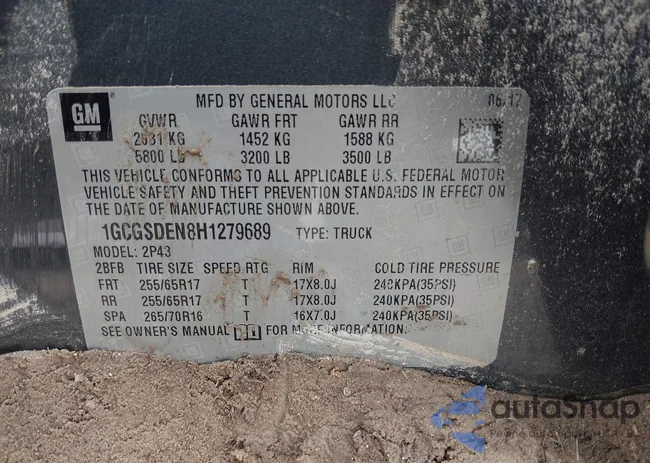 GM
MFD BY GENERAL MOTORS LLC 06/17
GVWR GAWR FRT GAWR RR
2631 KG 1452 KG 1588 KG
5800 LB 3200 LB 3500 LB
THIS VEHICLE CONFORMS TO ALL APPLICABLE U.S. FEDERAL MOTOR
VEHICLE SAFETY AND THEFT PREVENTION STANDARDS IN EFFECT ON
THE DATE OF MANUFACTURE SHOWN ABOVE.
1GCGSDEN8H1279689 TYPE: TRUCK
MODEL: 2P43
2BFB TIRE SIZE SPEED RTG RIM COLD TIRE PRESSURE
FRT 255/65R17 T 17X8.0J 240KPA(35PSI)
RR 255/65R17 T 17X8.0J 240KPA(35PSI)
SPA 265/70R16 T 16X7.0J 240KPA(35PSI)
SEE OWNER'S MANUAL FOR MORE INFORMATION.
autoSnap